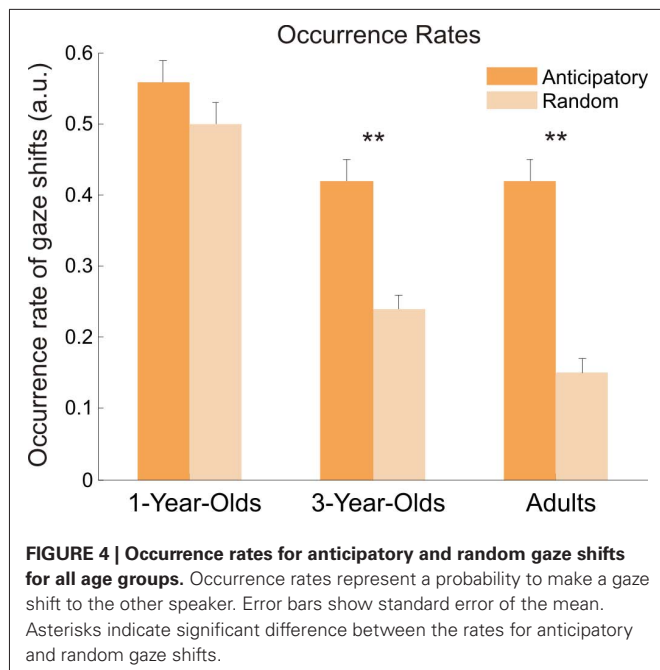 Occurrence Rates
Occurrence rate of gaze shifts (a.u.)
0.6
0.5
0.4
0.3
0.2
0.1
0
Anticipatory
Random
**
**
1-Year-Olds
3-Year-Olds
Adults
FIGURE 4 | Occurrence rates for anticipatory and random gaze shifts
for all age groups. Occurrence rates represent a probability to make a gaze
shift to the other speaker. Error bars show standard error of the mean.
Asterisks indicate significant difference between the rates for anticipatory
and random gaze shifts.